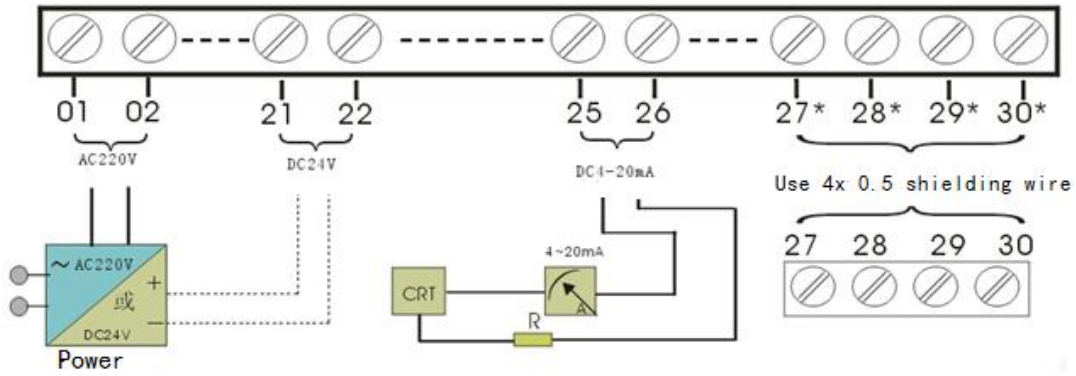 01 02 21 22 25 26 27* 28* 29* 30*
AC220V DC24V DC4-20mA
Use 4x 0.5 shielding wire
27 28 29 30
~ AC220V + 4~20mA
或 CRT A
DC24V − R
Power